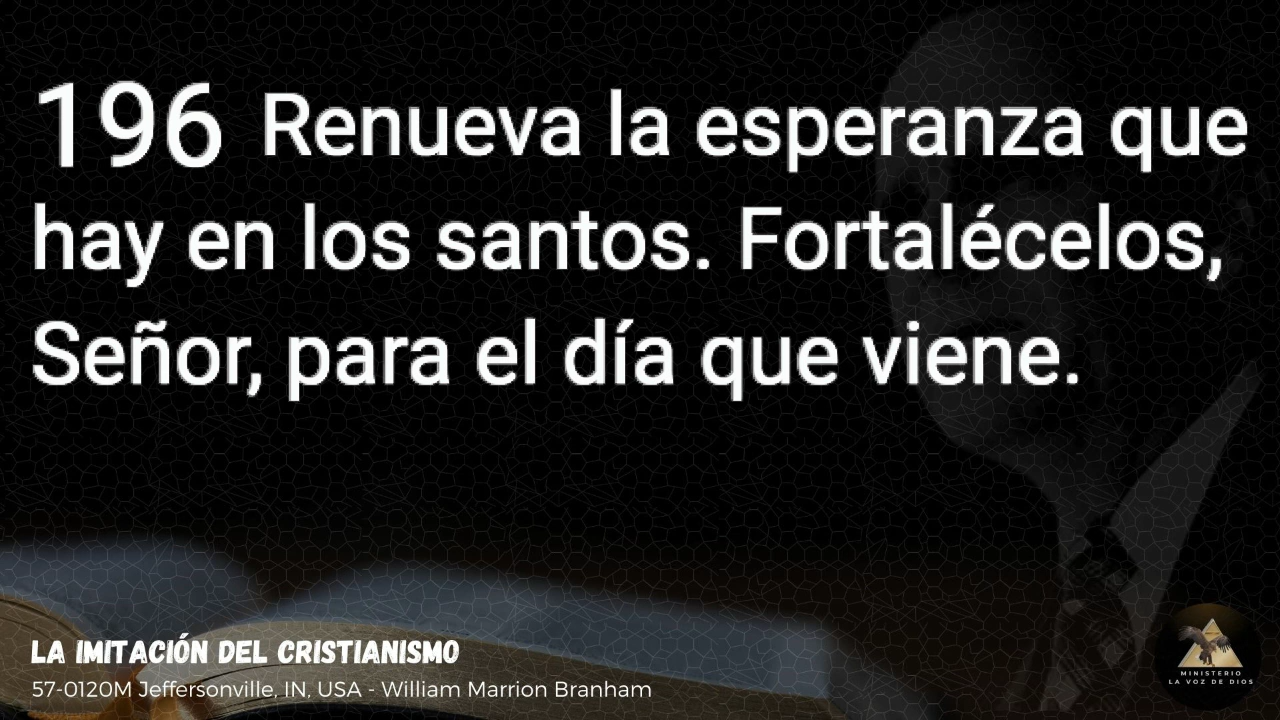 196 Renueva la esperanza que
hay en los santos. Fortalécelos,
Señor, para el día que viene.
LA IMITACIÓN DEL CRISTIANISMO
57-0120M Jeffersonville, IN, USA - William Marrion Branham
MINISTERIO
LA VOZ DE DIOS